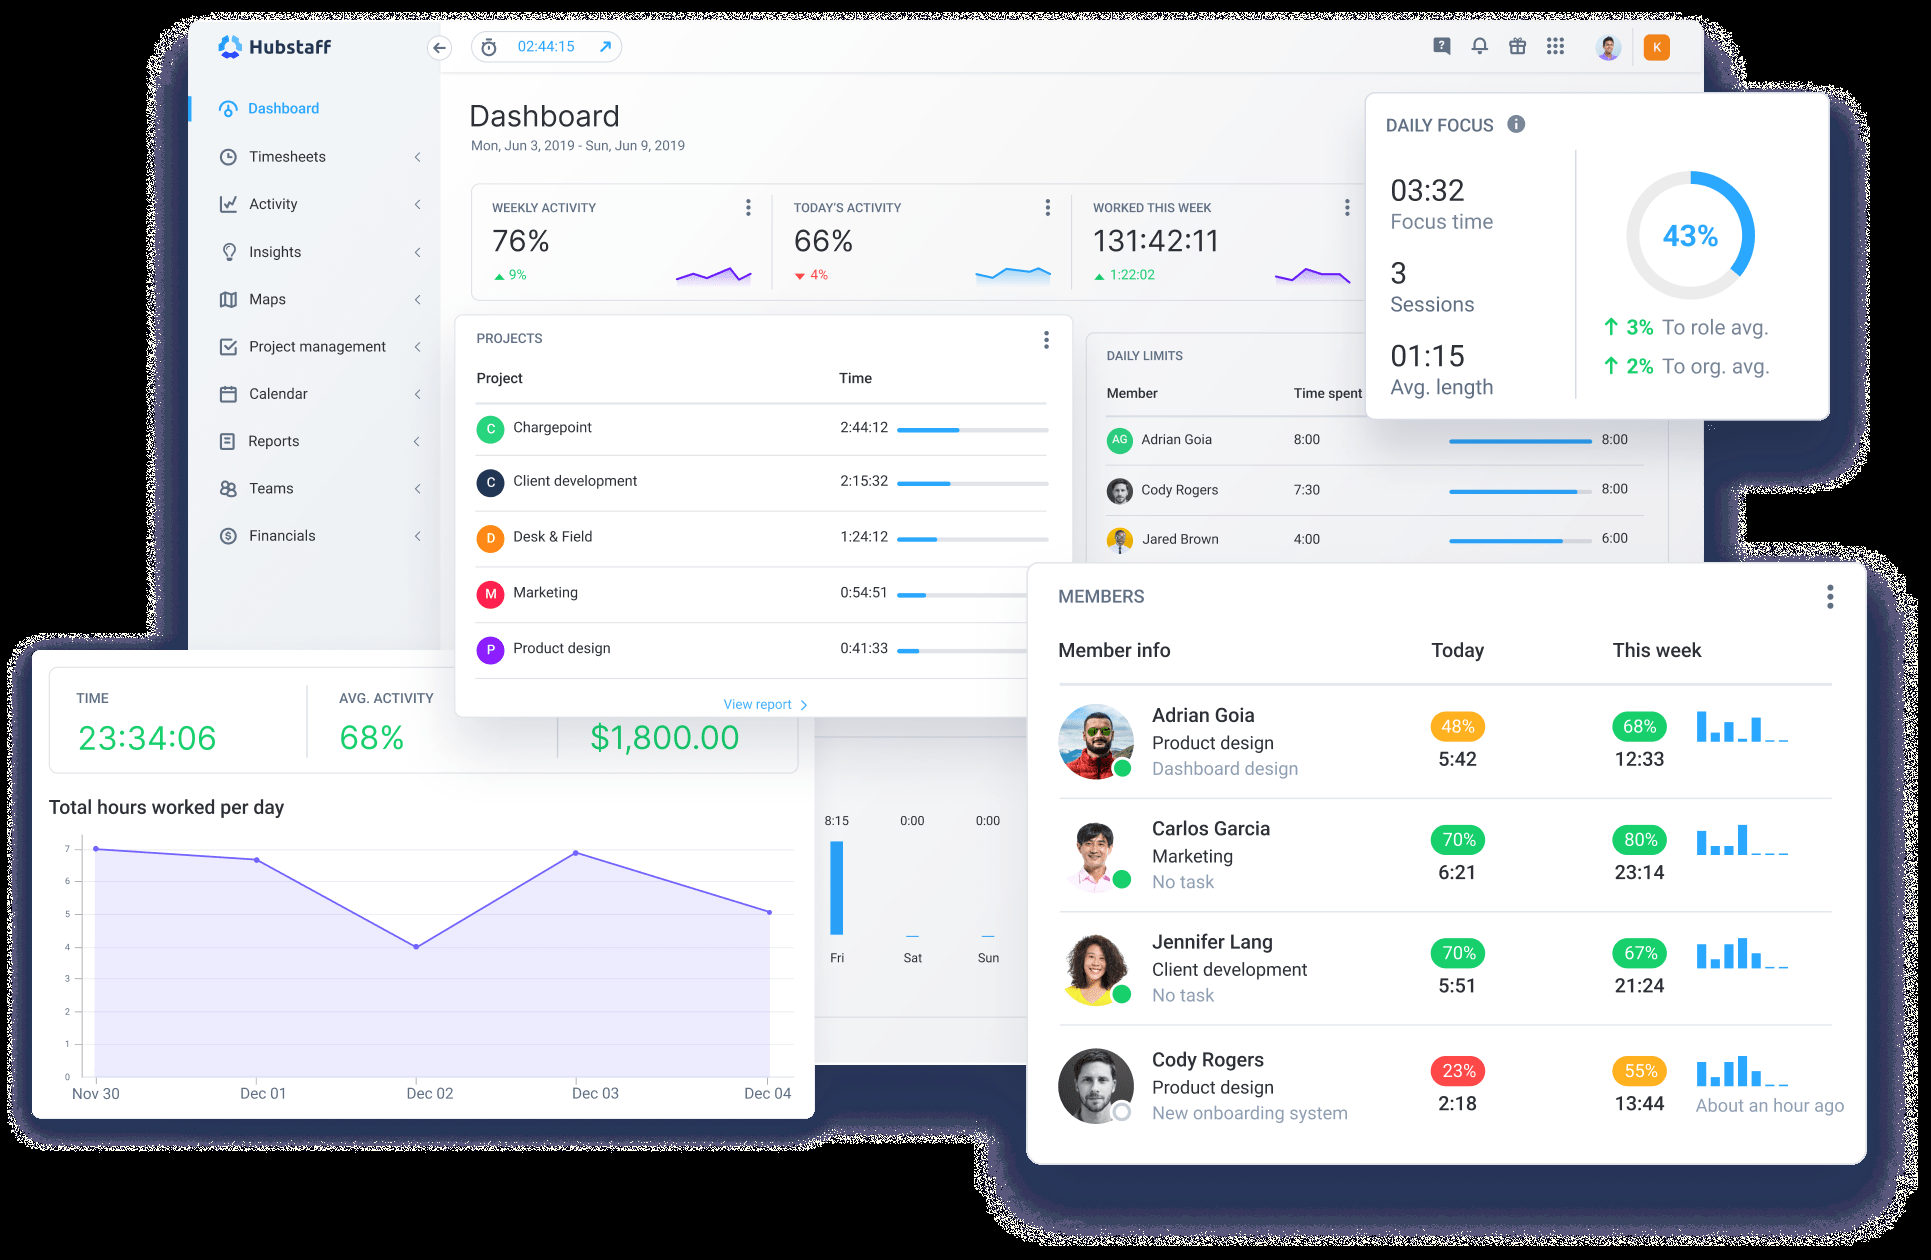 Hubstaff
02:44:15
?
K
Dashboard
Timesheets
Activity
Insights
Maps
Project management
Calendar
Reports
Teams
Financials
Dashboard
Mon, Jun 3, 2019 - Sun, Jun 9, 2019
WEEKLY ACTIVITY
76%
9%
TODAY'S ACTIVITY
66%
4%
WORKED THIS WEEK
131:42:11
1:22:02
DAILY FOCUS i
03:32
Focus time
3
Sessions
01:15
Avg. length
43%
↑ 3% To role avg.
↑ 2% To org. avg.
PROJECTS
Project Time
C Chargepoint 2:44:12
C Client development 2:15:32
D Desk & Field 1:24:12
M Marketing 0:54:51
P Product design 0:41:33
View report >
DAILY LIMITS
Member Time spent
AG Adrian Goia 8:00 8:00
Cody Rogers 7:30 8:00
Jared Brown 4:00 6:00
TIME
23:34:06
AVG. ACTIVITY
68%
$1,800.00
Total hours worked per day
7
6
5
4
3
2
1
0
Nov 30 Dec 01 Dec 02 Dec 03 Dec 04
8:15 0:00 0:00
Fri Sat Sun
MEMBERS
Member info Today This week
Adrian Goia
Product design
Dashboard design
48%
5:42
68%
12:33
Carlos Garcia
Marketing
No task
70%
6:21
80%
23:14
Jennifer Lang
Client development
No task
70%
5:51
67%
21:24
Cody Rogers
Product design
New onboarding system
23%
2:18
55%
13:44
About an hour ago